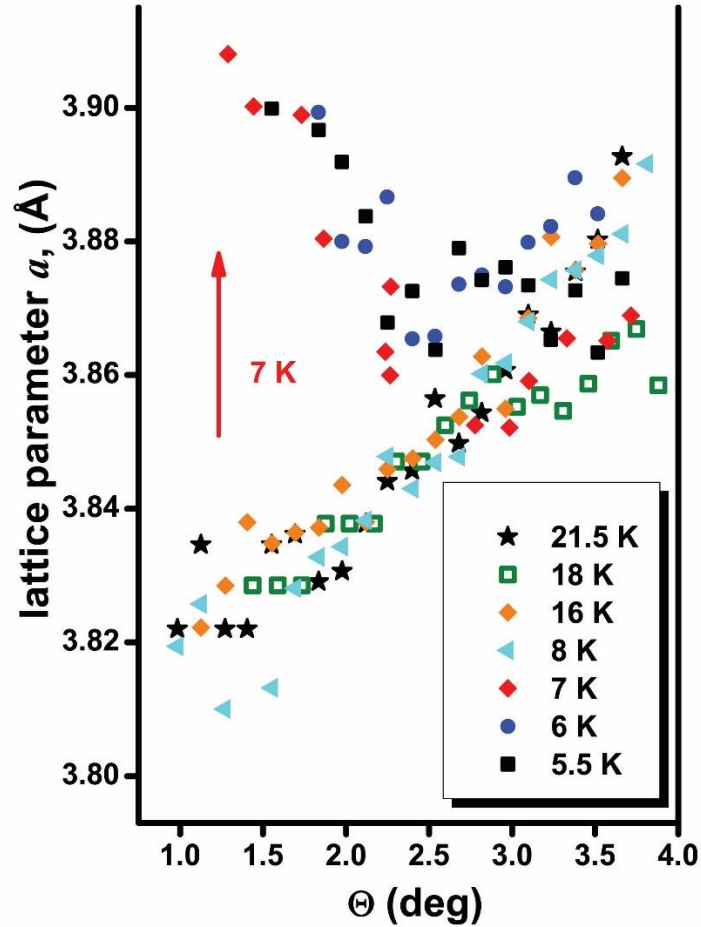 lattice parameter a, (Å)
3.90
3.88
3.86
3.84
3.82
3.80
7 K
21.5 K
18 K
16 K
8 K
7 K
6 K
5.5 K
1.0 1.5 2.0 2.5 3.0 3.5 4.0
Θ (deg)